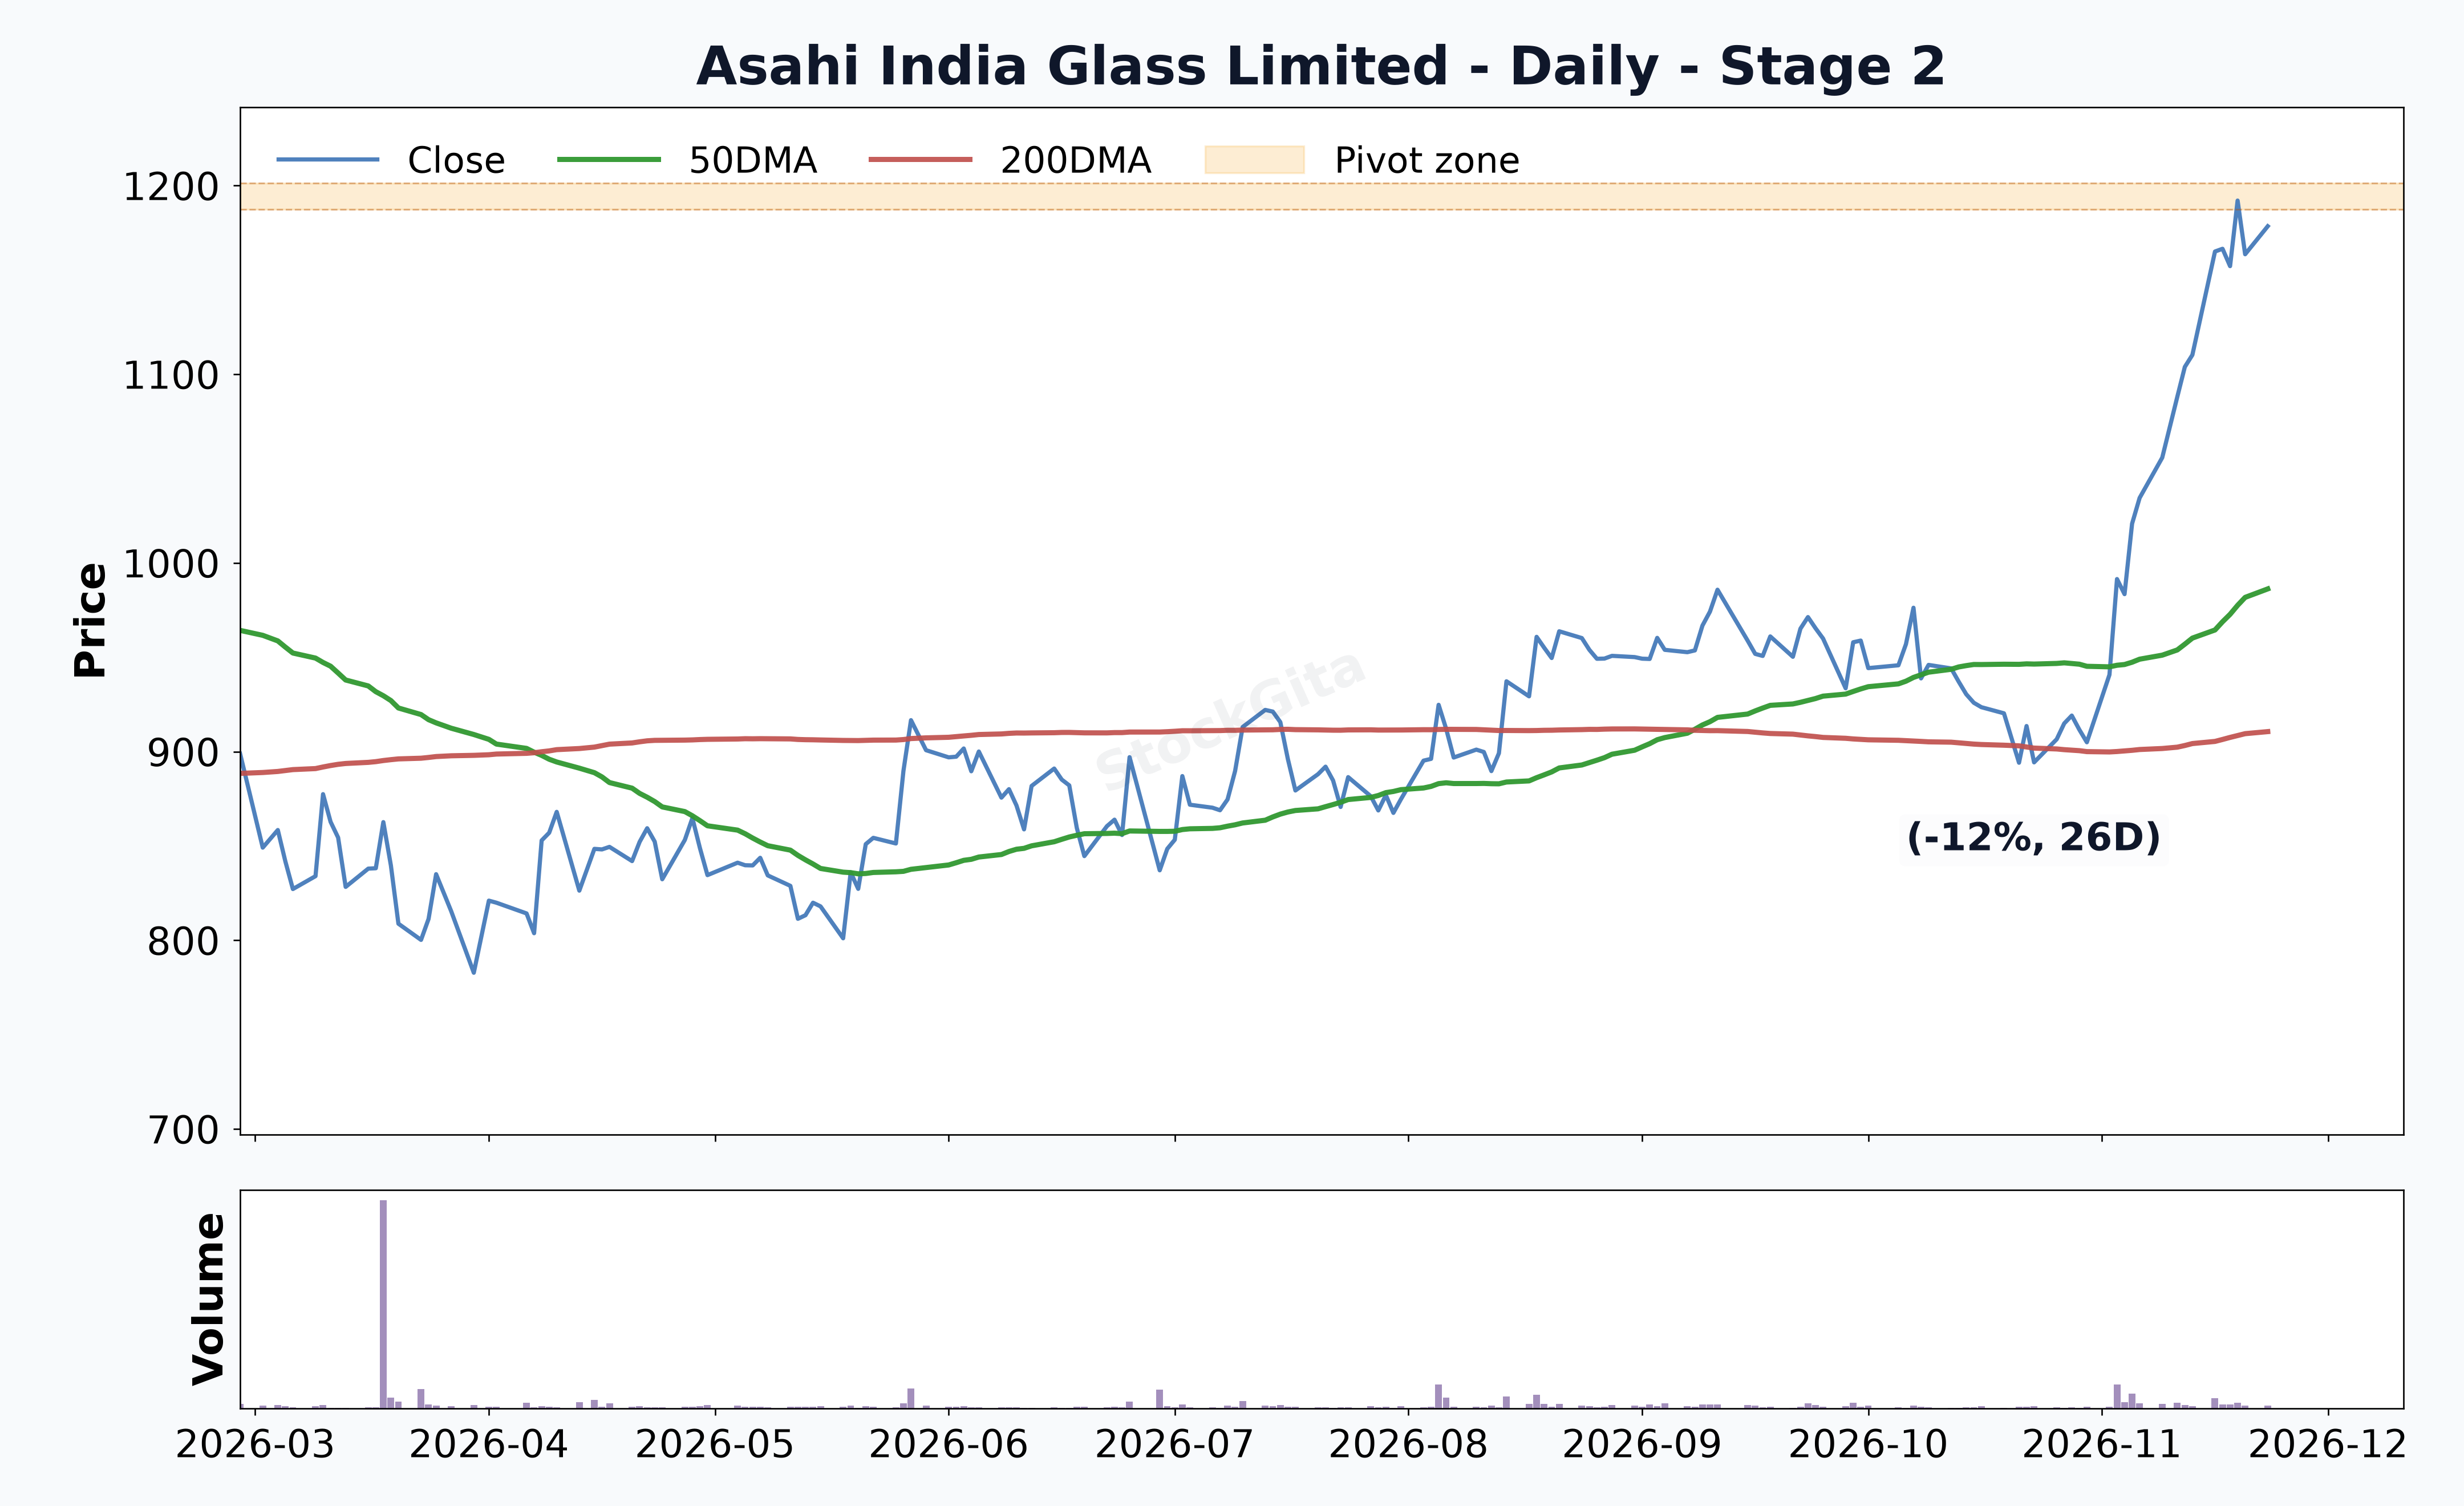 Asahi India Glass Limited - Daily - Stage 2
Close 50DMA 200DMA Pivot zone
1200
1100
1000
900
800
700
Price
StockGita
(-12%, 26D)
Volume
2026-03 2026-04 2026-05 2026-06 2026-07 2026-08 2026-09 2026-10 2026-11 2026-12